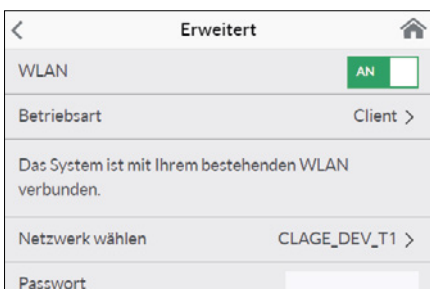 Erweitert
WLAN AN
Betriebsart Client >
Das System ist mit Ihrem bestehenden WLAN
verbunden.
Netzwerk wählen CLAGE_DEV_T1 >
Passwort